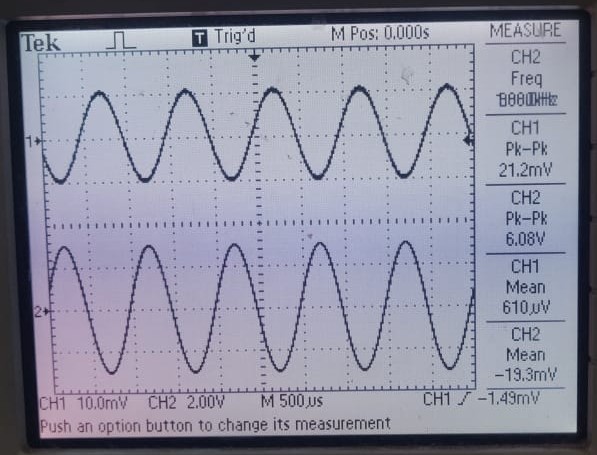 Tek T Trig'd M Pos: 0.000s MEASURE
CH2
Freq
CH1
Pk-Pk
21.2mV
CH2
Pk-Pk
6.08V
CH1
Mean
610µV
CH2
Mean
-19.3mV
1
2
CH1 10.0mV CH2 2.00V M 500µs CH1 / -1.49mV
Push an option button to change its measurement